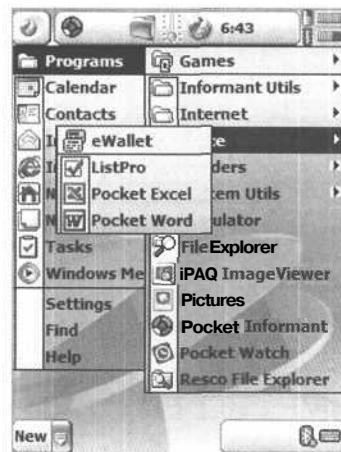 6:43
Programs
Games
Calendar
Informant Utils
Contacts
Internet
eWallet
ListPro
Pocket Excel
Pocket Word
Tasks
File Explorer
Windows Me
iPAQ ImageViewer
Pictures
Settings
Pocket Informant
Find
Pocket Watch
Help
Resco File Explorer
New